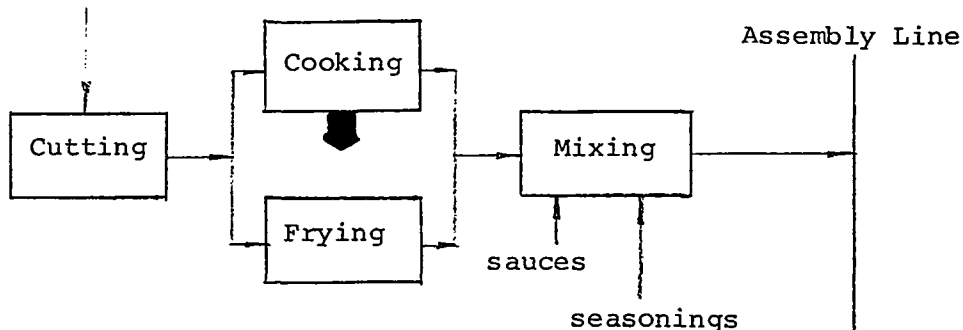 Assembly Line
Cooking
Cutting
Mixing
Frying
sauces
seasonings